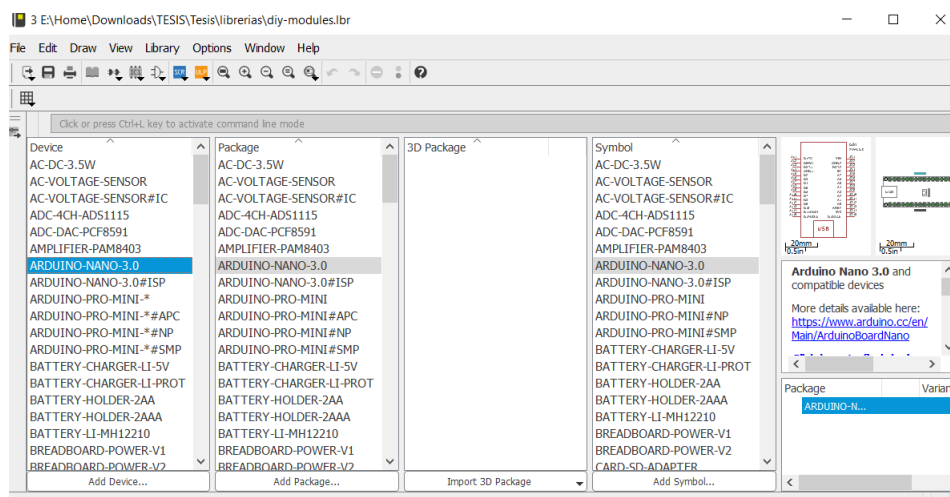 3 E:\Home\Downloads\TESIS\Tesis\librerias\diy-modules.lbr
File Edit Draw View Library Options Window Help
SCR ULP
Click or press Ctrl+L key to activate command line mode
Device
AC-DC-3.5W
AC-VOLTAGE-SENSOR
AC-VOLTAGE-SENSOR#IC
ADC-4CH-ADS1115
ADC-DAC-PCF8591
AMPLIFIER-PAM8403
ARDUINO-NANO-3.0
ARDUINO-NANO-3.0#ISP
ARDUINO-PRO-MINI-*
ARDUINO-PRO-MINI-*#APC
ARDUINO-PRO-MINI-*#NP
ARDUINO-PRO-MINI-*#SMP
BATTERY-CHARGER-LI-5V
BATTERY-CHARGER-LI-PROT
BATTERY-HOLDER-2AA
BATTERY-HOLDER-2AAA
BATTERY-LI-MH12210
BREADBOARD-POWER-V1
BREADBOARD-POWER-V2
Add Device...
Package
AC-DC-3.5W
AC-VOLTAGE-SENSOR
AC-VOLTAGE-SENSOR#IC
ADC-4CH-ADS1115
ADC-DAC-PCF8591
AMPLIFIER-PAM8403
ARDUINO-NANO-3.0
ARDUINO-NANO-3.0#ISP
ARDUINO-PRO-MINI
ARDUINO-PRO-MINI#APC
ARDUINO-PRO-MINI#NP
ARDUINO-PRO-MINI#SMP
BATTERY-CHARGER-LI-5V
BATTERY-CHARGER-LI-PROT
BATTERY-HOLDER-2AA
BATTERY-HOLDER-2AAA
BATTERY-LI-MH12210
BREADBOARD-POWER-V1
BREADBOARD-POWER-V2
Add Package...
3D Package
Import 3D Package
Symbol
AC-DC-3.5W
AC-VOLTAGE-SENSOR
AC-VOLTAGE-SENSOR#IC
ADC-4CH-ADS1115
ADC-DAC-PCF8591
AMPLIFIER-PAM8403
ARDUINO-NANO-3.0
ARDUINO-NANO-3.0#ISP
ARDUINO-PRO-MINI
ARDUINO-PRO-MINI#NP
ARDUINO-PRO-MINI#SMP
BATTERY-CHARGER-LI-5V
BATTERY-CHARGER-LI-PROT
BATTERY-HOLDER-2AA
BATTERY-HOLDER-2AAA
BATTERY-LI-MH12210
BREADBOARD-POWER-V1
BREADBOARD-POWER-V2
CARD-SD-ADAPTER
Add Symbol...
USB
20mm
0.5in
20mm
0.5in
Arduino Nano 3.0 and
compatible devices
More details available here:
https://www.arduino.cc/en/
Main/ArduinoBoardNano
Package Varian
ARDUINO-N...